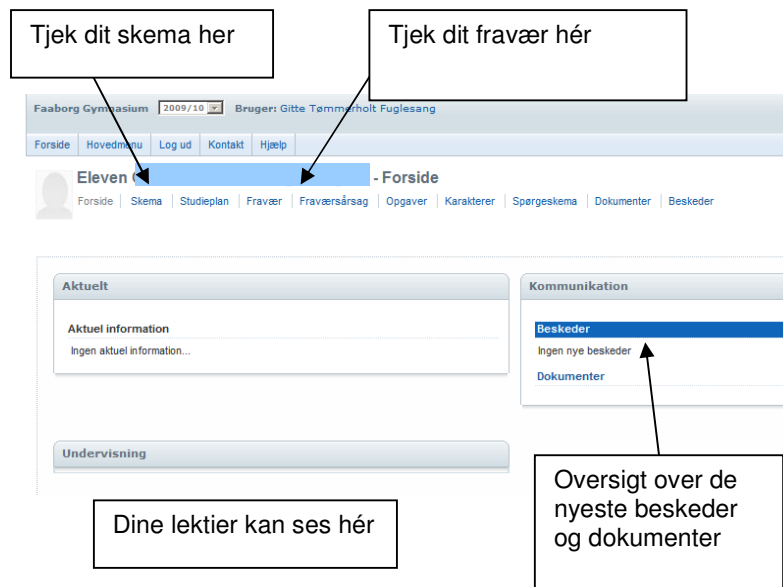 Tjek dit skema her
Tjek dit fravær hér
Faaborg Gymnasium 2009/10 Bruger: Gitte Tømmerholt Fuglesang
Forside Hovedmenu Log ud Kontakt Hjælp
Eleven - Forside
Forside Skema Studieplan Fravær Fraværsårsag Opgaver Karakterer Spørgeskema Dokumenter Beskeder
Aktuelt
Kommunikation
Aktuel information
Ingen aktuel information...
Beskeder
Ingen nye beskeder
Dokumenter
Undervisning
Dine lektier kan ses hér
Oversigt over de
nyeste beskeder
og dokumenter